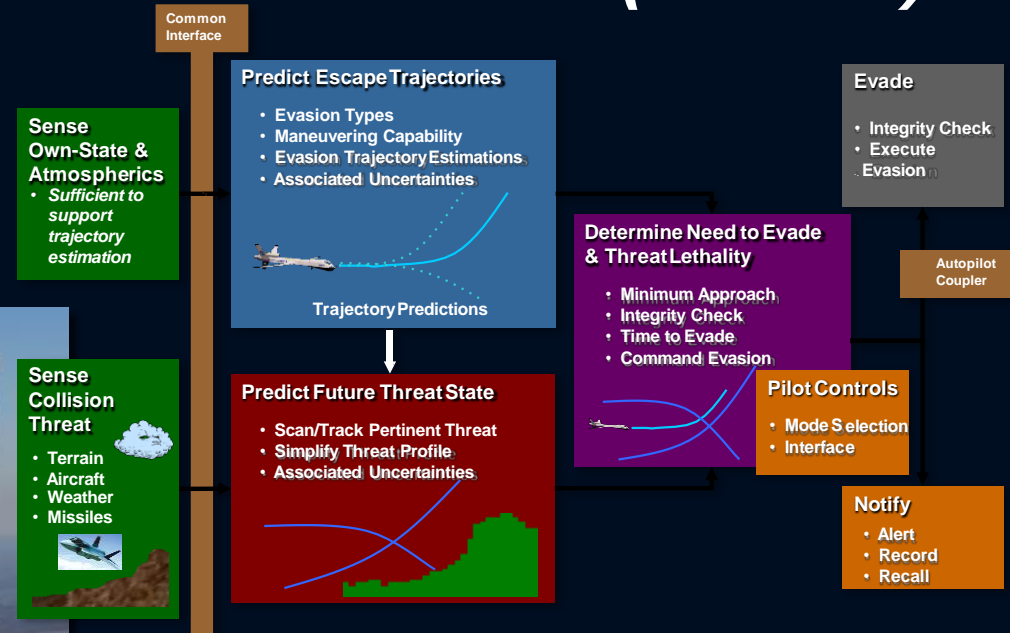 Common
Interface
Sense
Own-State &
Atmospherics
• Sufficient to
support
trajectory
estimation
Predict Escape Trajectories
• Evasion Types
• Maneuvering Capability
• Evasion Trajectory Estimations
• Associated Uncertainties
Trajectory Predictions
Evade
• Integrity Check
• Execute
Evasion
Determine Need to Evade
& Threat Lethality
• Minimum Approach
• Integrity Check
• Time to Evade
• Command Evasion
Autopilot
Coupler
Sense
Collision
Threat
• Terrain
• Aircraft
• Weather
• Missiles
Predict Future Threat State
• Scan/Track Pertinent Threat
• Simplify Threat Profile
• Associated Uncertainties
Pilot Controls
• Mode Selection
• Interface
Notify
• Alert
• Record
• Recall